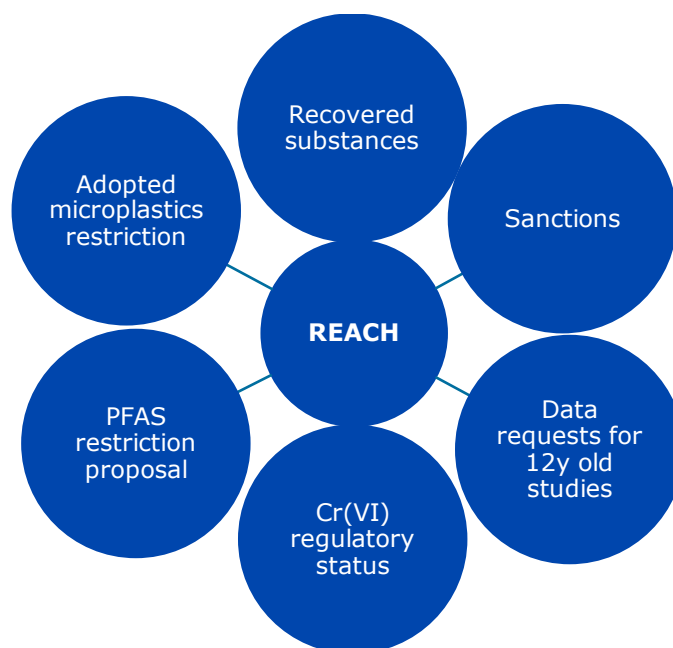 Recovered
substances
Adopted
microplastics
restriction
Sanctions
REACH
PFAS
restriction
proposal
Data
requests for
12y old
studies
Cr(VI)
regulatory
status